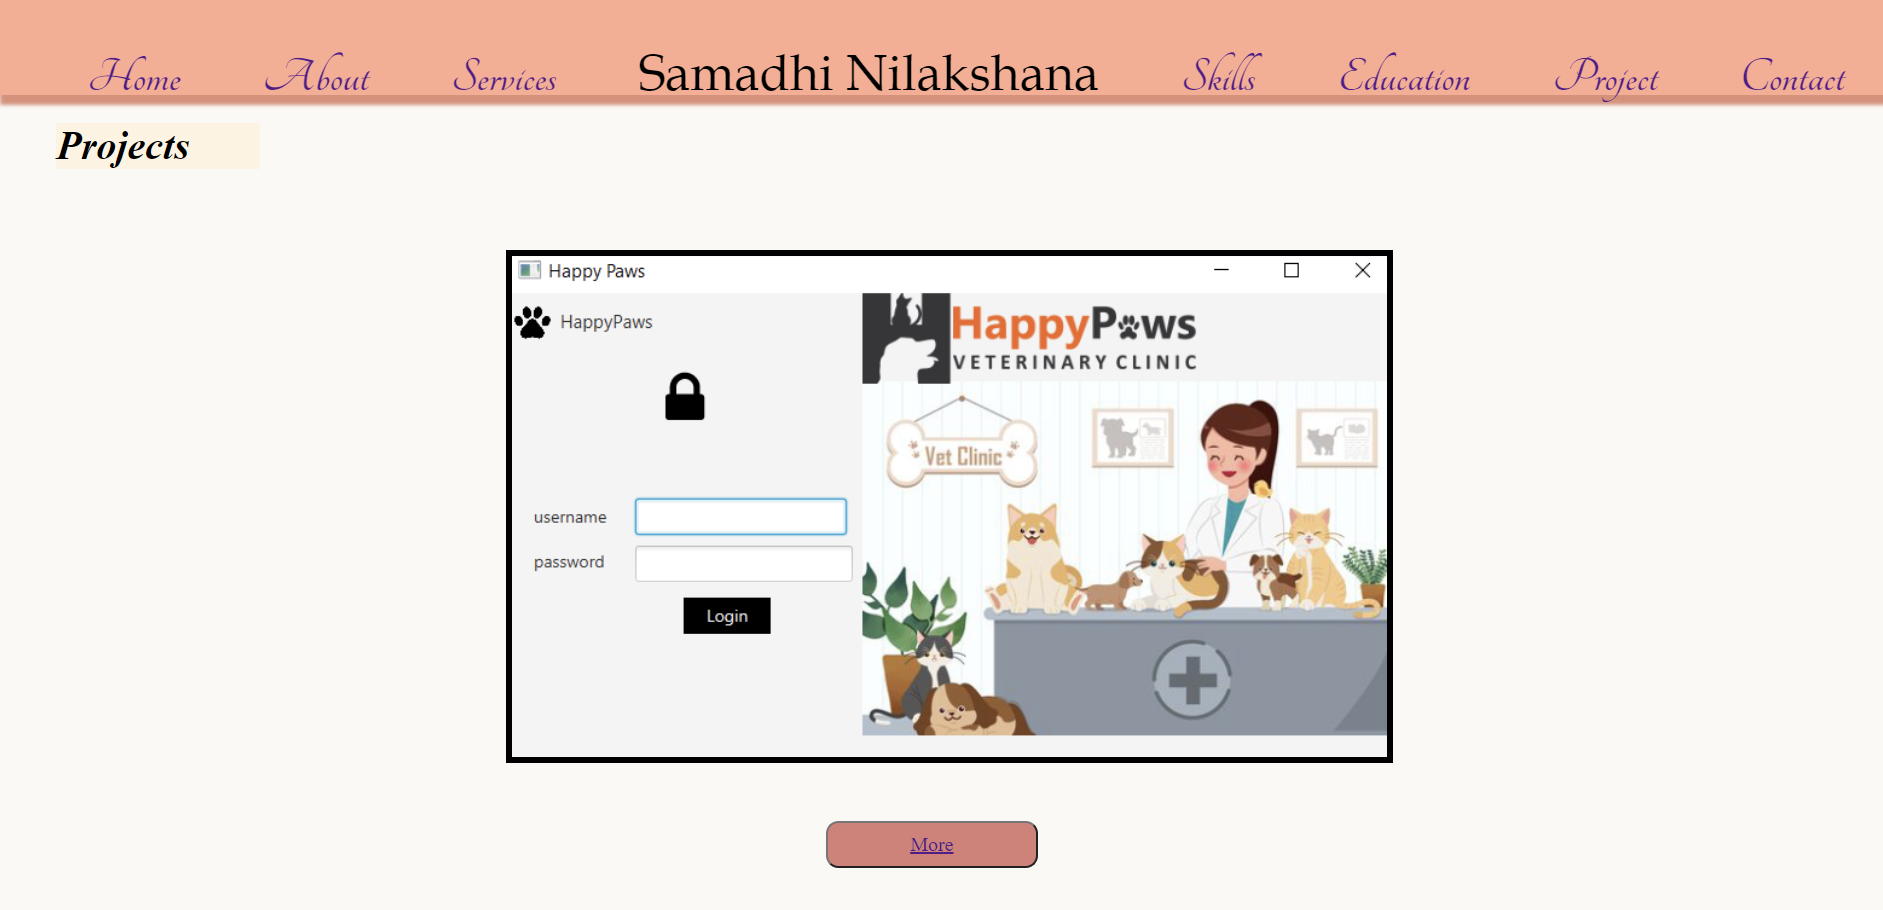 Home About Services Samadhi Nilakshana Skills Education Project Contact
Projects
Happy Paws
HappyPaws
HappyPaws
VETERINARY CLINIC
Vet Clinic
username
password
Login
More